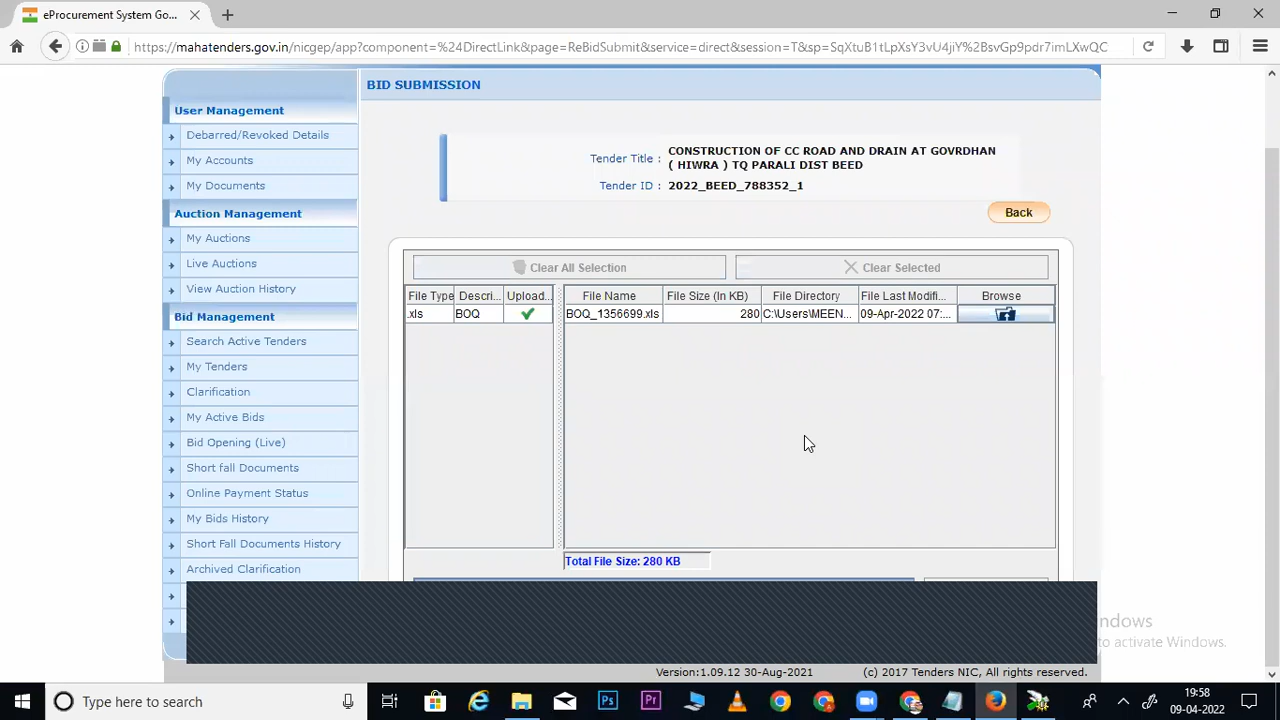 eProcurement System Go...
https://mahatenders.gov.in/nicgep/app?component=%24DirectLink&page=ReBidSubmit&service=direct&session=T&sp=SqXtuB1tLpXsY3vU4jiY%2BsvGp9pdr7imLXwQC
BID SUBMISSION
User Management
Debarred/Revoked Details
My Accounts
My Documents
Auction Management
My Auctions
Live Auctions
View Auction History
Bid Management
Search Active Tenders
My Tenders
Clarification
My Active Bids
Bid Opening (Live)
Short fall Documents
Online Payment Status
My Bids History
Short Fall Documents History
Archived Clarification
Tender Title : CONSTRUCTION OF CC ROAD AND DRAIN AT GOVRDHAN
( HIWRA ) TQ PARALI DIST BEED
Tender ID : 2022_BEED_788352_1
Back
Clear All Selection Clear Selected
File Type Descri... Upload... File Name File Size (In KB) File Directory File Last Modifi... Browse
.xls BOQ BOQ_1356699.xls 280 C:\Users\MEEN... 09-Apr-2022 07:...
Total File Size: 280 KB
ndows
to activate Windows.
Version:1.09.12 30-Aug-2021 (c) 2017 Tenders NIC, All rights reserved.
Type here to search
Ps
Pr
19:58
09-04-2022